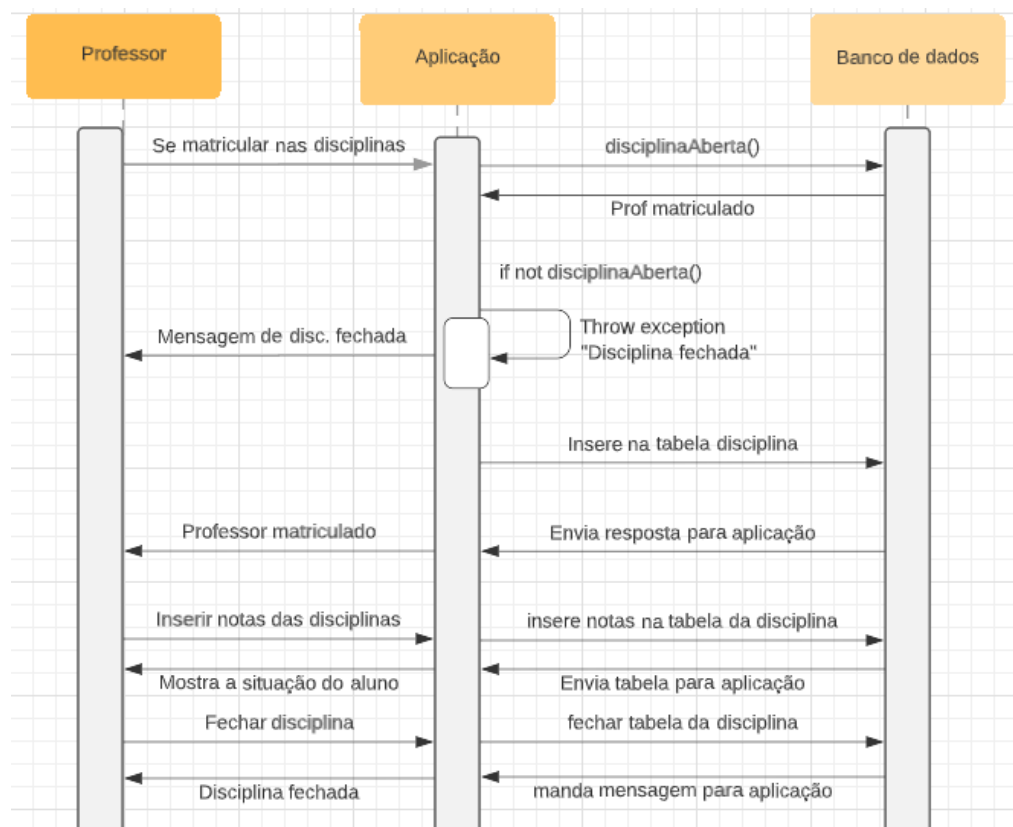 Professor
Aplicação
Banco de dados
Se matricular nas disciplinas
disciplinaAberta()
Prof matriculado
if not disciplinaAberta()
Mensagem de disc. fechada
Throw exception
"Disciplina fechada"
Insere na tabela disciplina
Professor matriculado
Envia resposta para aplicação
Inserir notas das disciplinas
insere notas na tabela da disciplina
Mostra a situação do aluno
Envia tabela para aplicação
Fechar disciplina
fechar tabela da disciplina
Disciplina fechada
manda mensagem para aplicação